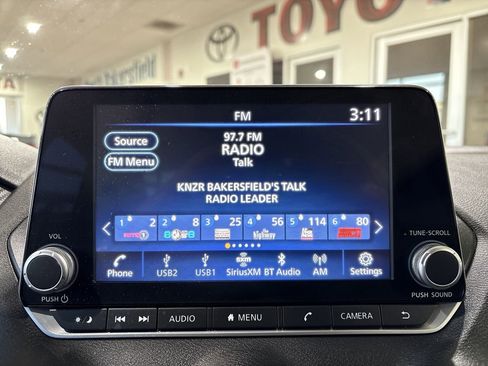 TOYO
Bakersfield
FM 3:11
Source
97.7 FM
RADIO
FM Menu
Talk
KNZR BAKERSFIELD'S TALK
RADIO LEADER
1 2 2 8 3 25 4 56 5 114 6 80
VOL
TUNE-SCROLL
Phone USB2 USB1 SiriusXM BT Audio AM Settings
PUSH
PUSH SOUND
AUDIO MENU CAMERA